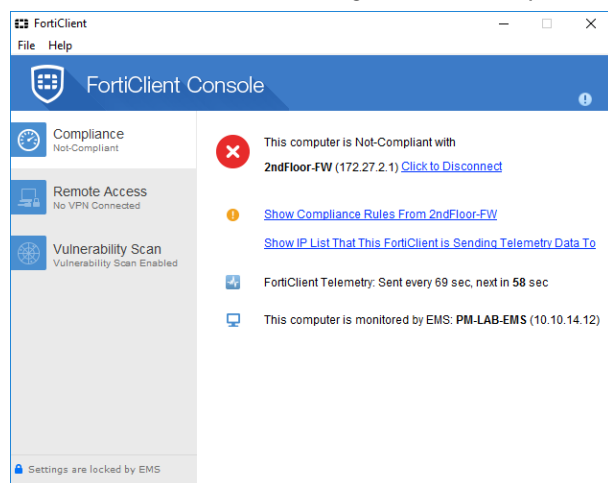 FortiClient
File Help
FortiClient Console
Compliance
Not-Compliant
Remote Access
No VPN Connected
Vulnerability Scan
Vulnerability Scan Enabled
Settings are locked by EMS
This computer is Not-Compliant with
2ndFloor-FW (172.27.2.1) Click to Disconnect
Show Compliance Rules From 2ndFloor-FW
Show IP List That This FortiClient is Sending Telemetry Data To
FortiClient Telemetry: Sent every 69 sec, next in 58 sec
This computer is monitored by EMS: PM-LAB-EMS (10.10.14.12)